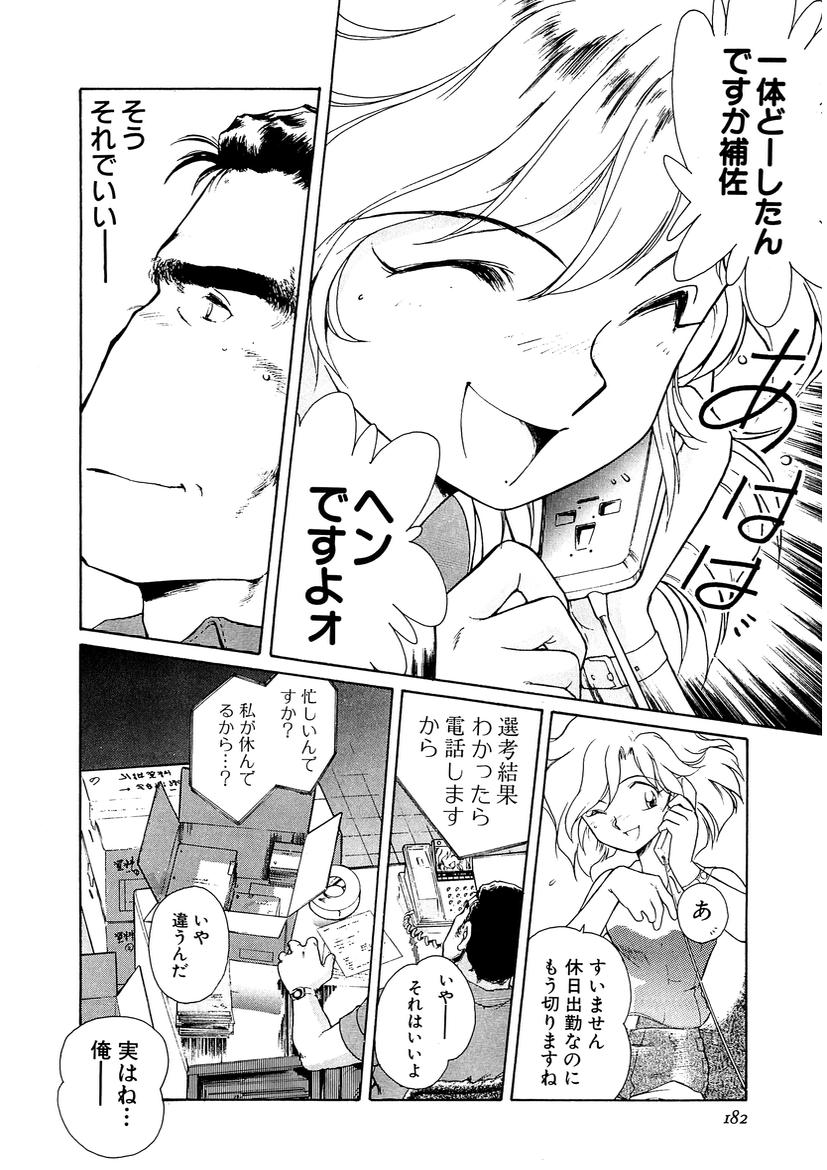 一体どーしたん
ですか補佐
あはは
ヘン
ですよォ
そう
それでいい――
あ
すいません
休日出勤なのに
もう切りますね
選考結果
わかったら
電話します
から
いや――
それはいいよ
忙しいんで
すか？
私が休んで
るから…？
いや
違うんだ
実はね…
俺――
182